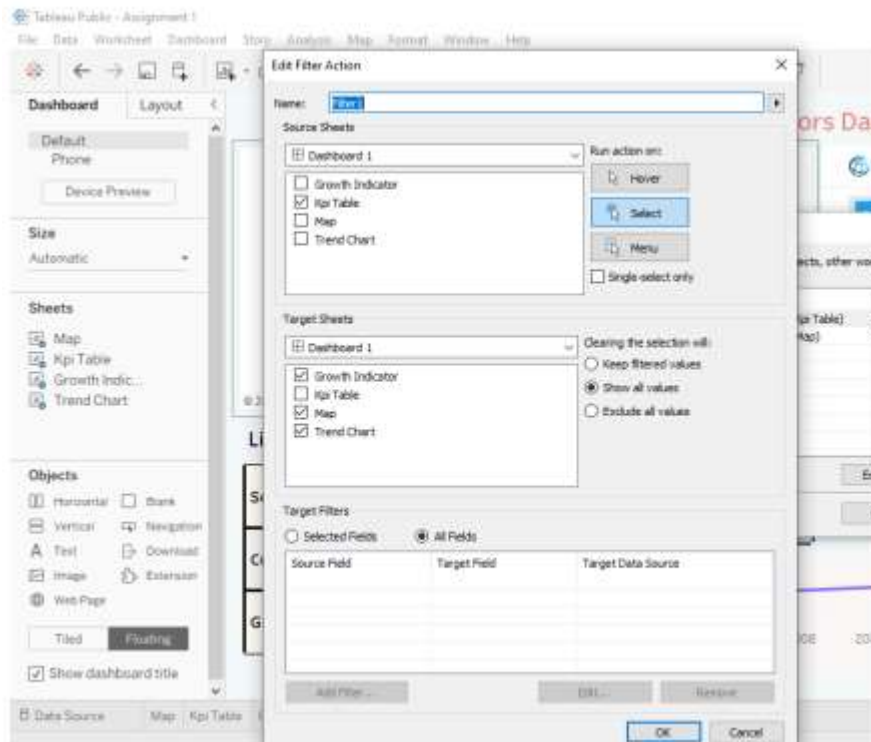 Tableau Public - Assignment 1
File Data Worksheet Dashboard Story Analysis Map Format Window Help
Dashboard Layout
Default
Phone
Device Preview
Size
Automatic
Sheets
Map
Kpi Table
Growth Indic...
Trend Chart
Objects
Horizontal Blank
Vertical Navigation
Text Download
Image Extension
Web Page
Tiled Floating
Show dashboard title
Data Source Map Kpi Table
Edit Filter Action
Name: Filter1
Source Sheets
Dashboard 1
Growth Indicator
Kpi Table
Map
Trend Chart
Run action on:
Hover
Select
Menu
Single-select only
Target Sheets
Dashboard 1
Growth Indicator
Kpi Table
Map
Trend Chart
Clearing the selection will:
Keep filtered values
Show all values
Exclude all values
Target Filters
Selected Fields All Fields
Source Field Target Field Target Data Source
Add Filter... Edit... Remove
OK Cancel
ors Da
ects, other wo
Kpi Table)
Map)